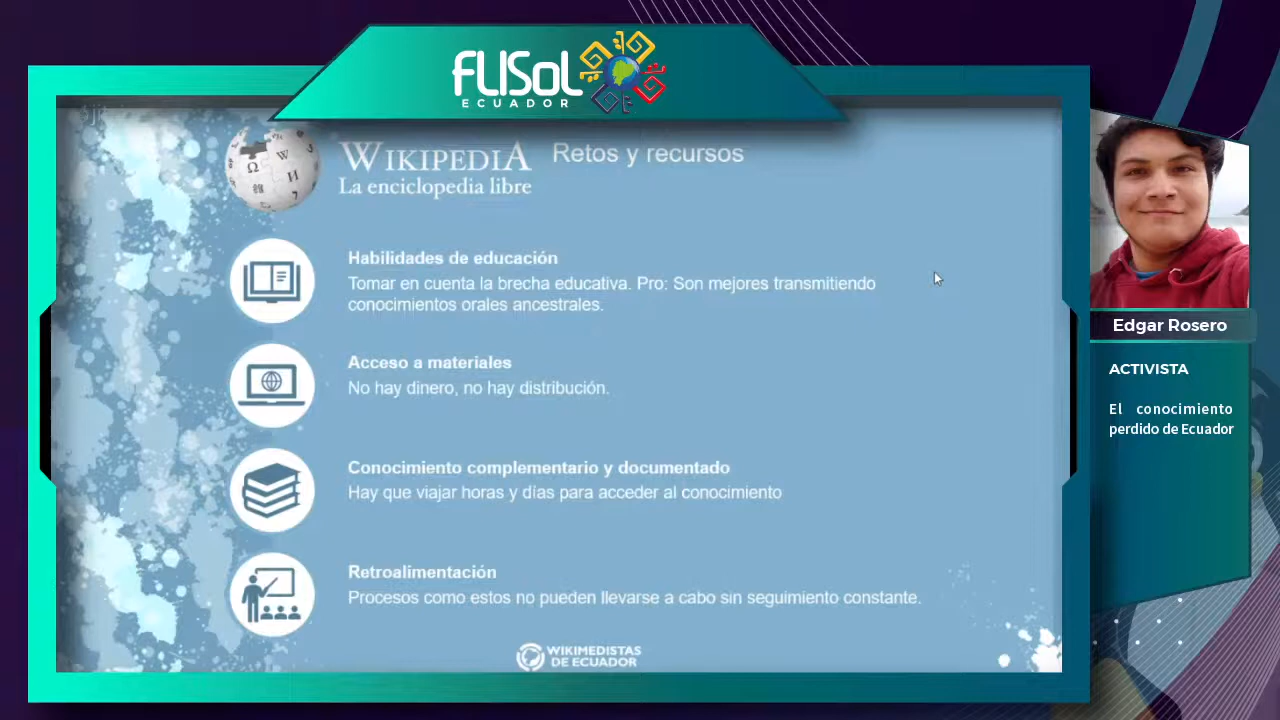 FLISoL
ECUADOR
WIKIPEDIA
La enciclopedia libre
Retos y recursos
Habilidades de educación
Tomar en cuenta la brecha educativa. Pro: Son mejores transmitiendo
conocimientos orales ancestrales.
Acceso a materiales
No hay dinero, no hay distribución.
Conocimiento complementario y documentado
Hay que viajar horas y días para acceder al conocimiento
Retroalimentación
Procesos como estos no pueden llevarse a cabo sin seguimiento constante.
WIKIMEDISTAS
DE ECUADOR
Edgar Rosero
ACTIVISTA
El conocimiento
perdido de Ecuador